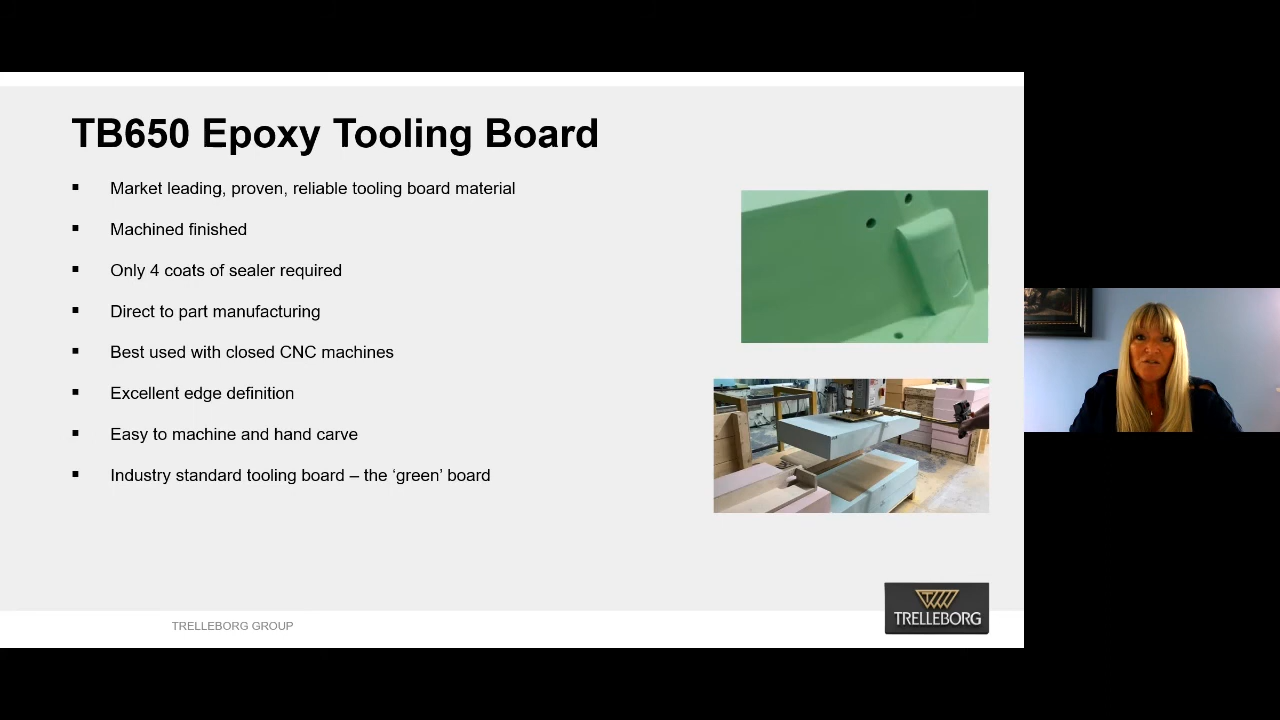 TB650 Epoxy Tooling Board
▪ Market leading, proven, reliable tooling board material
▪ Machined finished
▪ Only 4 coats of sealer required
▪ Direct to part manufacturing
▪ Best used with closed CNC machines
▪ Excellent edge definition
▪ Easy to machine and hand carve
▪ Industry standard tooling board – the ‘green’ board
TRELLEBORG GROUP
TRELLEBORG